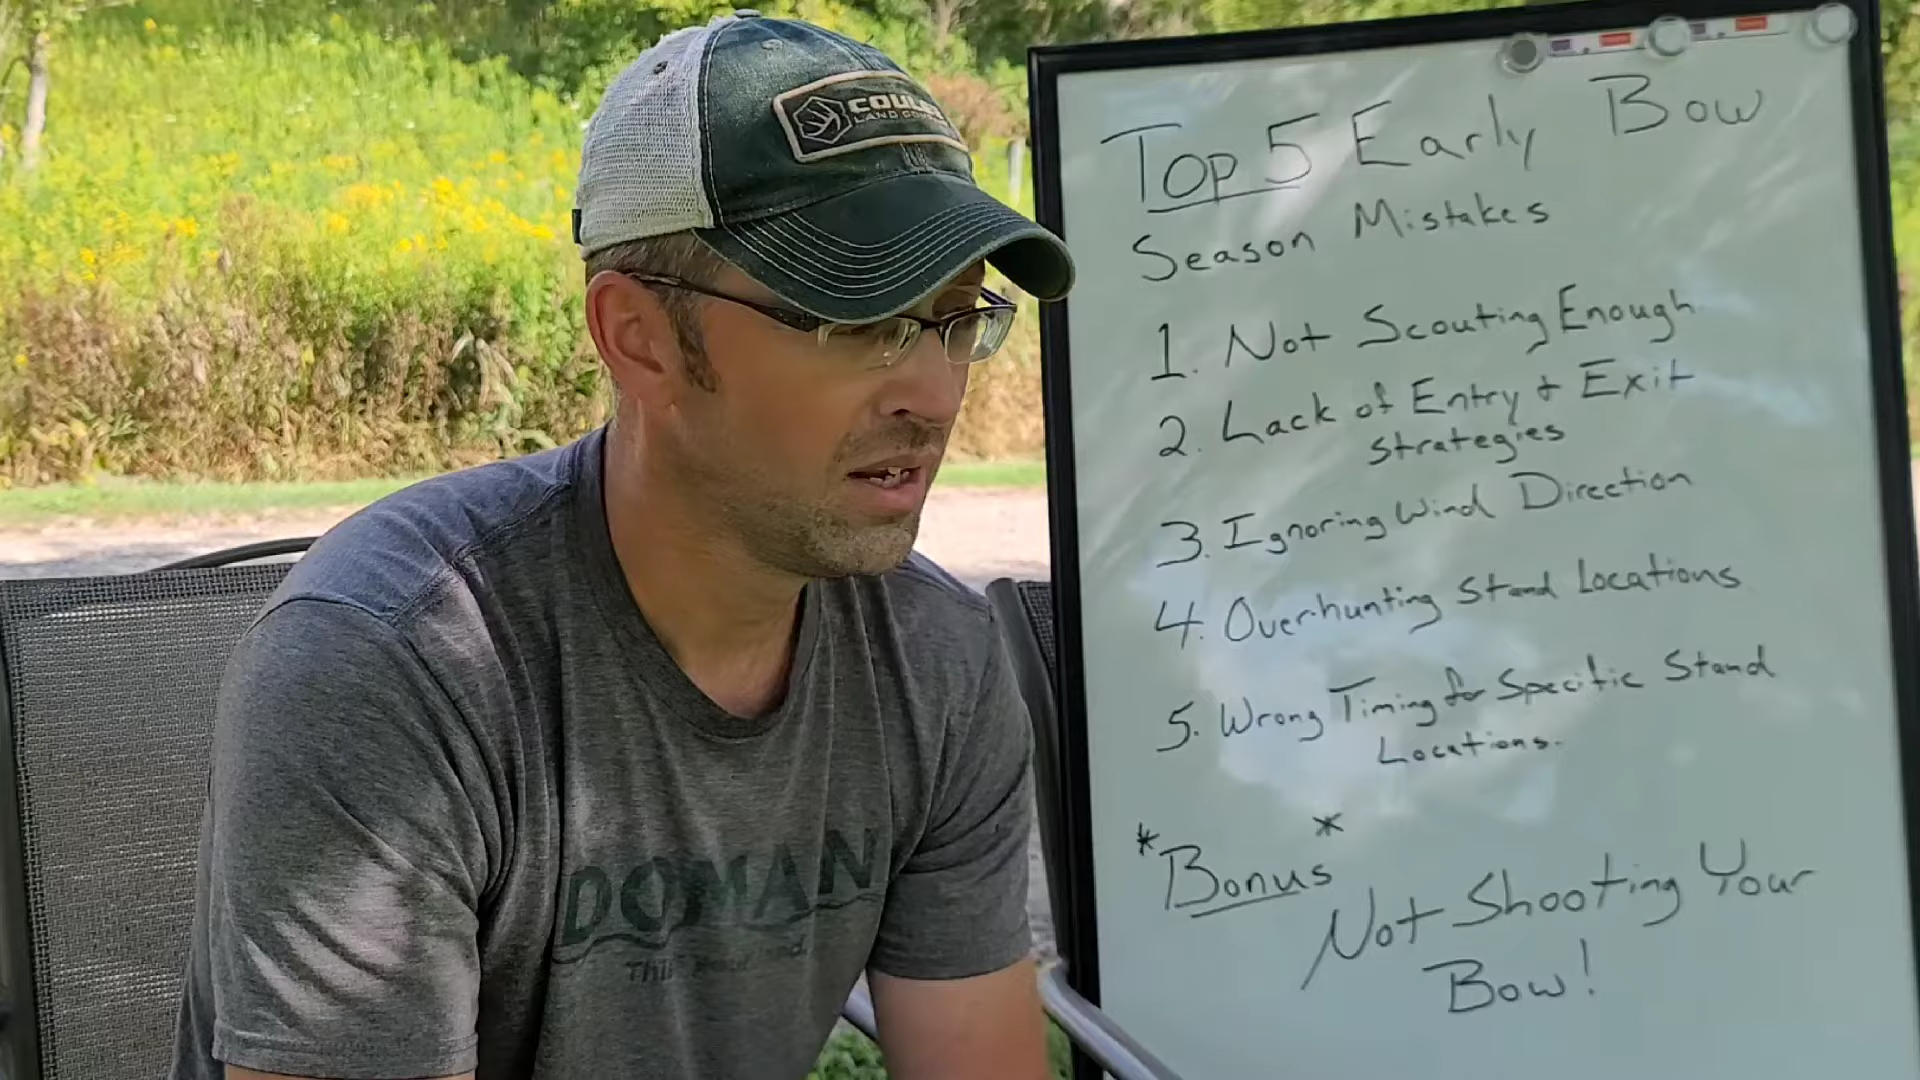 COULEE
LAND COMPANY
DOMAN
Top 5 Early Bow
Season Mistakes
1. Not Scouting Enough
2. Lack of Entry + Exit
Strategies
3. Ignoring Wind Direction
4. Over-hunting Stand Locations
5. Wrong Timing for Specific Stand
Locations.
*Bonus*
Not Shooting Your
Bow!